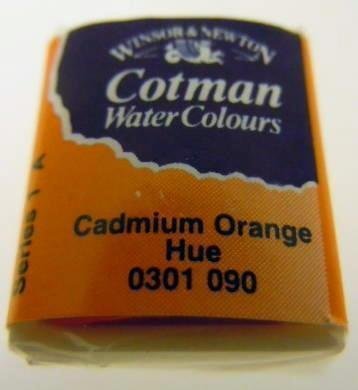 WINSOR & NEWTON
Cotman
Water Colours
Series 1 A
Cadmium Orange
Hue
0301 090